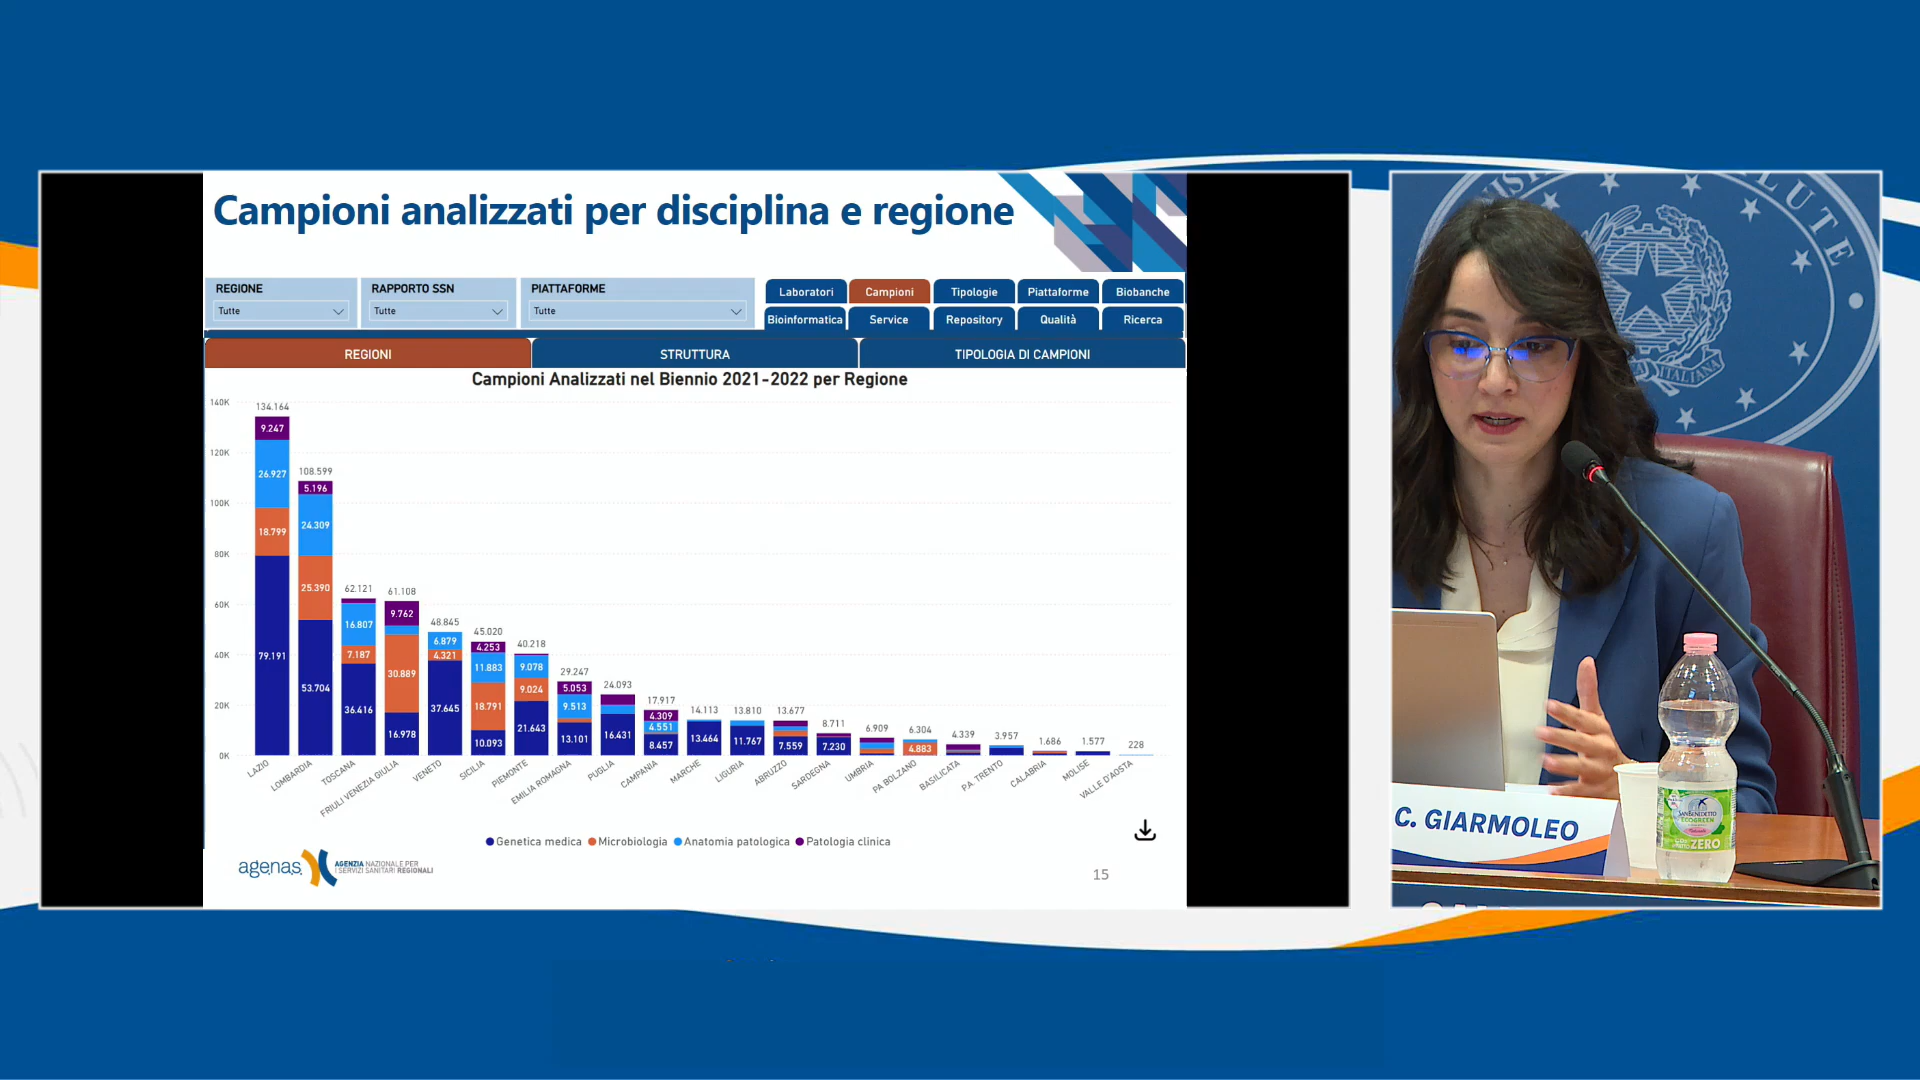 Campioni analizzati per disciplina e regione
REGIONE
Tutte
RAPPORTO SSN
Tutte
PIATTAFORME
Tutte
Laboratori Campioni Tipologie Piattaforme Biobanche
Bioinformatica Service Repository Qualità Ricerca
REGIONI STRUTTURA TIPOLOGIA DI CAMPIONI
Campioni Analizzati nel Biennio 2021-2022 per Regione
140K
120K
100K
80K
60K
40K
20K
0K
134.164
9.247
26.927
18.799
79.191
108.599
5.196
24.309
25.390
53.704
62.121
16.807
7.187
36.416
61.108
9.762
30.889
16.978
48.845
6.879
4.321
37.645
45.020
4.253
11.883
18.791
10.093
40.218
9.078
9.024
21.643
29.247
5.053
9.513
13.101
24.093
16.431
17.917
4.309
4.551
8.457
14.113
13.464
13.810
11.767
13.677
7.559
8.711
7.230
6.909
6.304
4.883
4.339
3.957
1.686
1.577
228
LAZIO
LOMBARDIA
TOSCANA
FRIULI VENEZIA GIULIA
VENETO
SICILIA
PIEMONTE
EMILIA ROMAGNA
PUGLIA
CAMPANIA
MARCHE
LIGURIA
ABRUZZO
SARDEGNA
UMBRIA
PA BOLZANO
BASILICATA
P.A. TRENTO
CALABRIA
MOLISE
VALLE D'AOSTA
Genetica medica Microbiologia Anatomia patologica Patologia clinica
agenas
AGENZIA NAZIONALE PER
I SERVIZI SANITARI REGIONALI
15
ITALIANA
C. GIARMOLEO
SAN BENEDETTO
ECOGREEN
ZERO